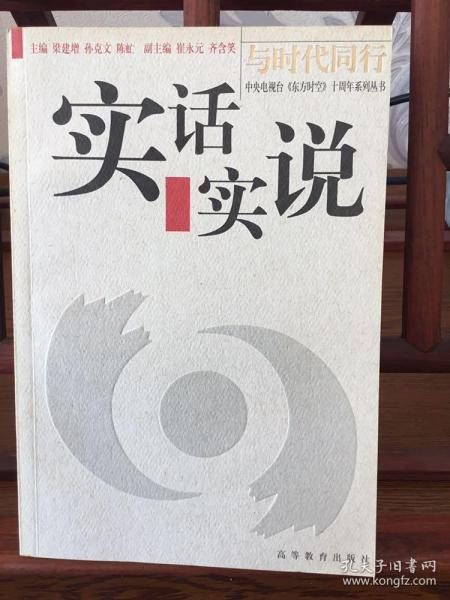 主编 梁建增 孙克文 陈虻 副主编 崔永元 齐含笑
与时代同行
中央电视台《东方时空》十周年系列丛书
实话实说
高等教育出版社
孔夫子旧书网
www.kongfz.com